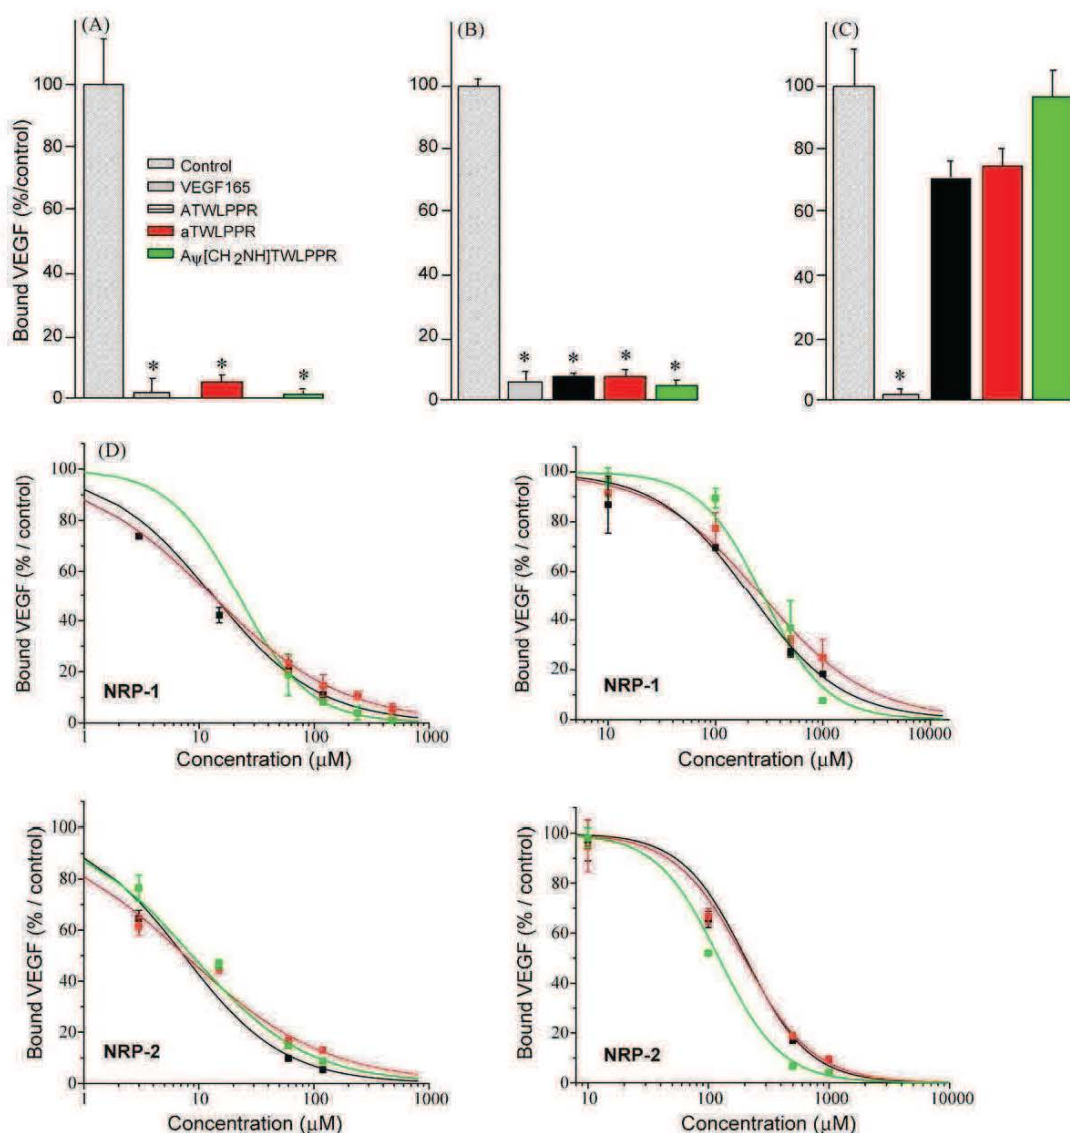 (A)
Bound VEGF (%/control)
100
80
60
40
20
0
Control
VEGF165
ATWLPPR
aTWLPPR
Aψ[CH2NH]TWLPPR
*
*
*
(B)
100
80
60
40
20
0
*
*
*
*
(C)
100
80
60
40
20
0
*
(D)
Bound VEGF (% / control)
100
80
60
40
20
0
NRP-1
1 10 100 1000
Concentration (μM)
Bound VEGF (% / control)
100
80
60
40
20
0
NRP-1
10 100 1000 10000
Concentration (μM)
Bound VEGF (% / control)
100
80
60
40
20
0
NRP-2
1 10 100 1000
Concentration (μM)
Bound VEGF (% / control)
100
80
60
40
20
0
NRP-2
10 100 1000 10000
Concentration (μM)